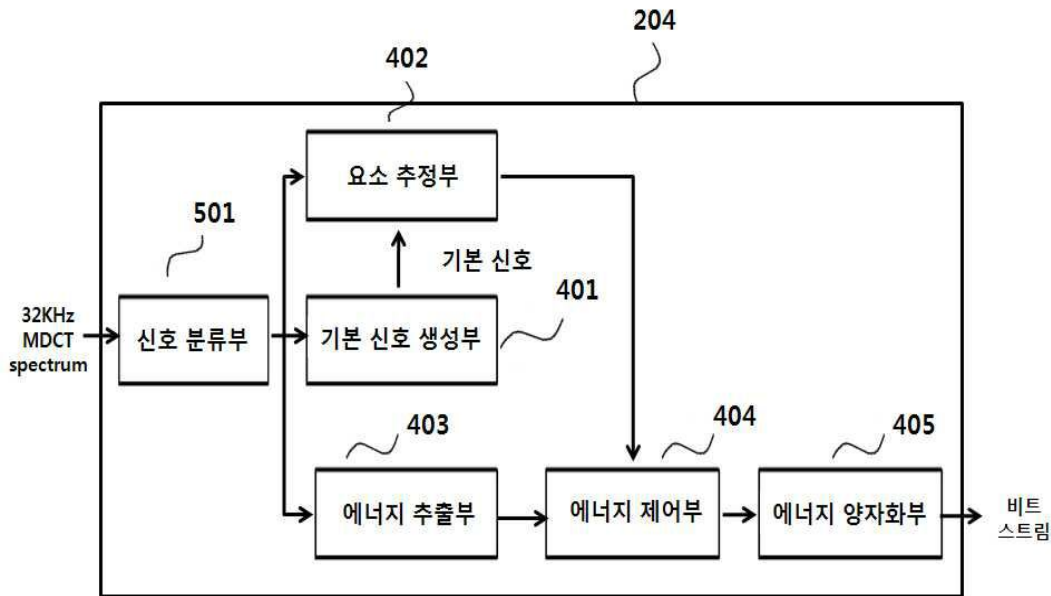 204
402
요소 추정부
501
기본 신호
401
32KHz
MDCT
spectrum
신호 분류부
기본 신호 생성부
403
404
405
에너지 추출부
에너지 제어부
에너지 양자화부
비트
스트림